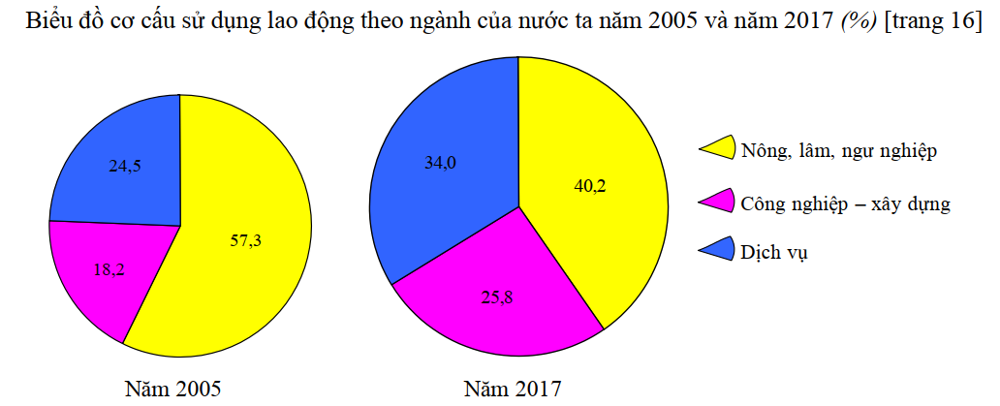 Biểu đồ cơ cấu sử dụng lao động theo ngành của nước ta năm 2005 và năm 2017 (%) [trang 16]
24,5
57,3
18,2
34,0
40,2
25,8
Nông, lâm, ngư nghiệp
Công nghiệp – xây dựng
Dịch vụ
Năm 2005
Năm 2017